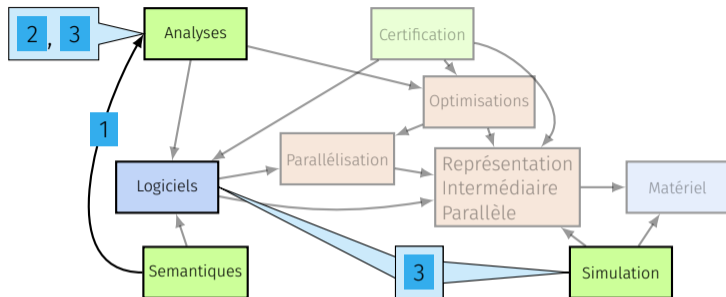 2, 3
Analyses
Certification
Optimisations
1
Parallélisation
Représentation
Intermédiaire
Parallèle
Logiciels
Matériel
Semantiques
3
Simulation